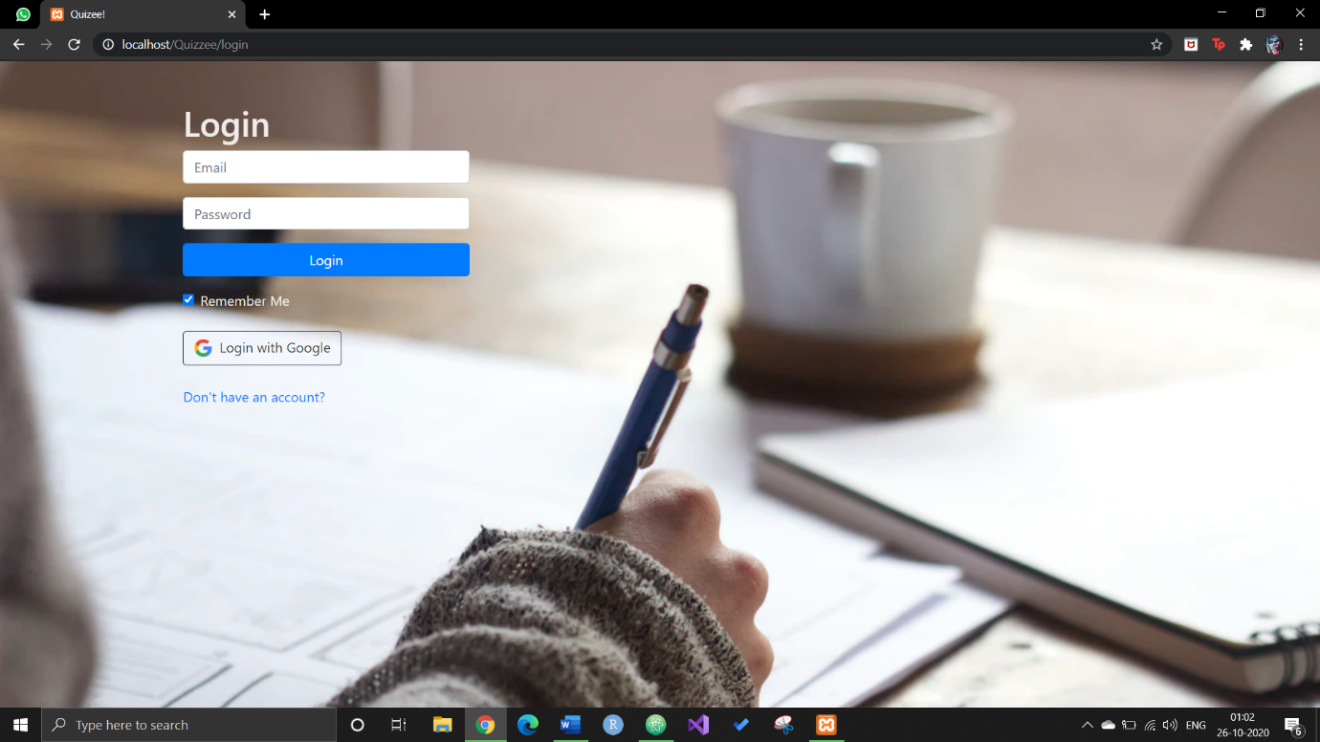 Quizee!
localhost/Quizzee/login
Login
Email
Password
Login
Remember Me
Login with Google
Don't have an account?
Type here to search
ENG
01:02
26-10-2020
6